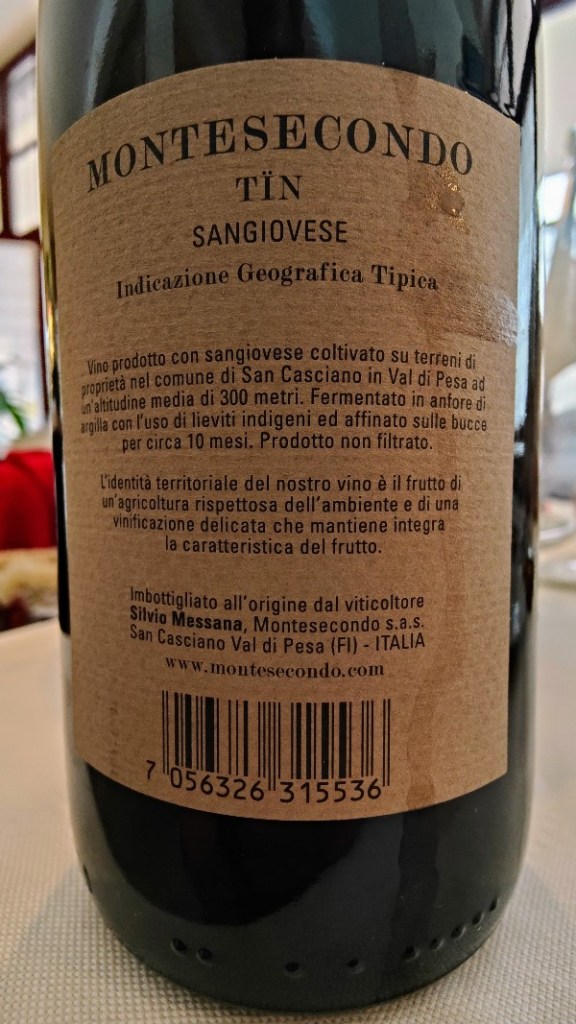 MONTESECONDO
TÏN
SANGIOVESE
Indicazione Geografica Tipica
Vino prodotto con sangiovese coltivato su terreni di
proprietà nel comune di San Casciano in Val di Pesa ad
un'altitudine media di 300 metri. Fermentato in anfore di
argilla con l'uso di lieviti indigeni ed affinato sulle bucce
per circa 10 mesi. Prodotto non filtrato.
L'identità territoriale del nostro vino è il frutto di
un'agricoltura rispettosa dell'ambiente e di una
vinificazione delicata che mantiene integra
la caratteristica del frutto.
Imbottigliato all'origine dal viticoltore
Silvio Messana, Montesecondo s.a.s.
San Casciano Val di Pesa (FI) - ITALIA
www.montesecondo.com
7 056326 315536